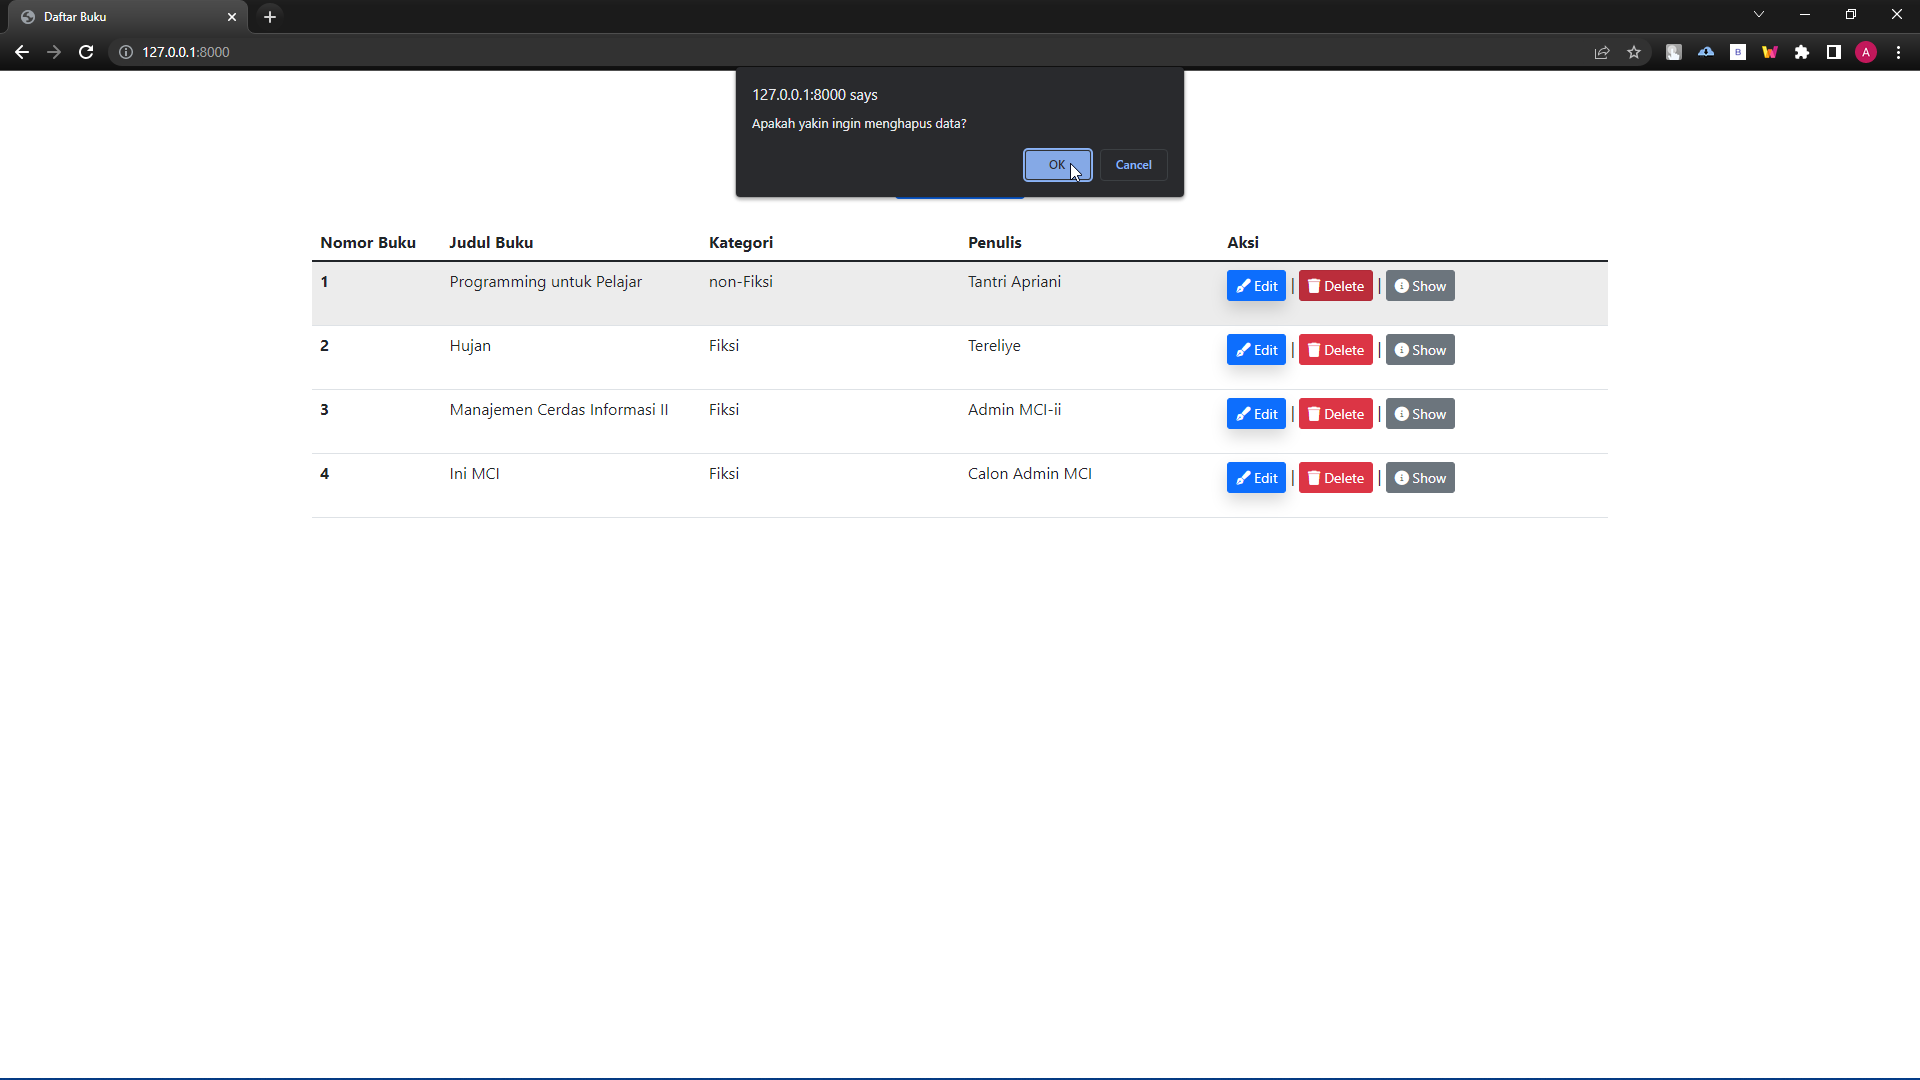 Daftar Buku
127.0.0.1:8000
B
A
127.0.0.1:8000 says
Apakah yakin ingin menghapus data?
OK Cancel
Nomor Buku Judul Buku Kategori Penulis Aksi
1 Programming untuk Pelajar non-Fiksi Tantri Apriani Edit | Delete | Show
2 Hujan Fiksi Tereliye Edit | Delete | Show
3 Manajemen Cerdas Informasi II Fiksi Admin MCI-ii Edit | Delete | Show
4 Ini MCI Fiksi Calon Admin MCI Edit | Delete | Show